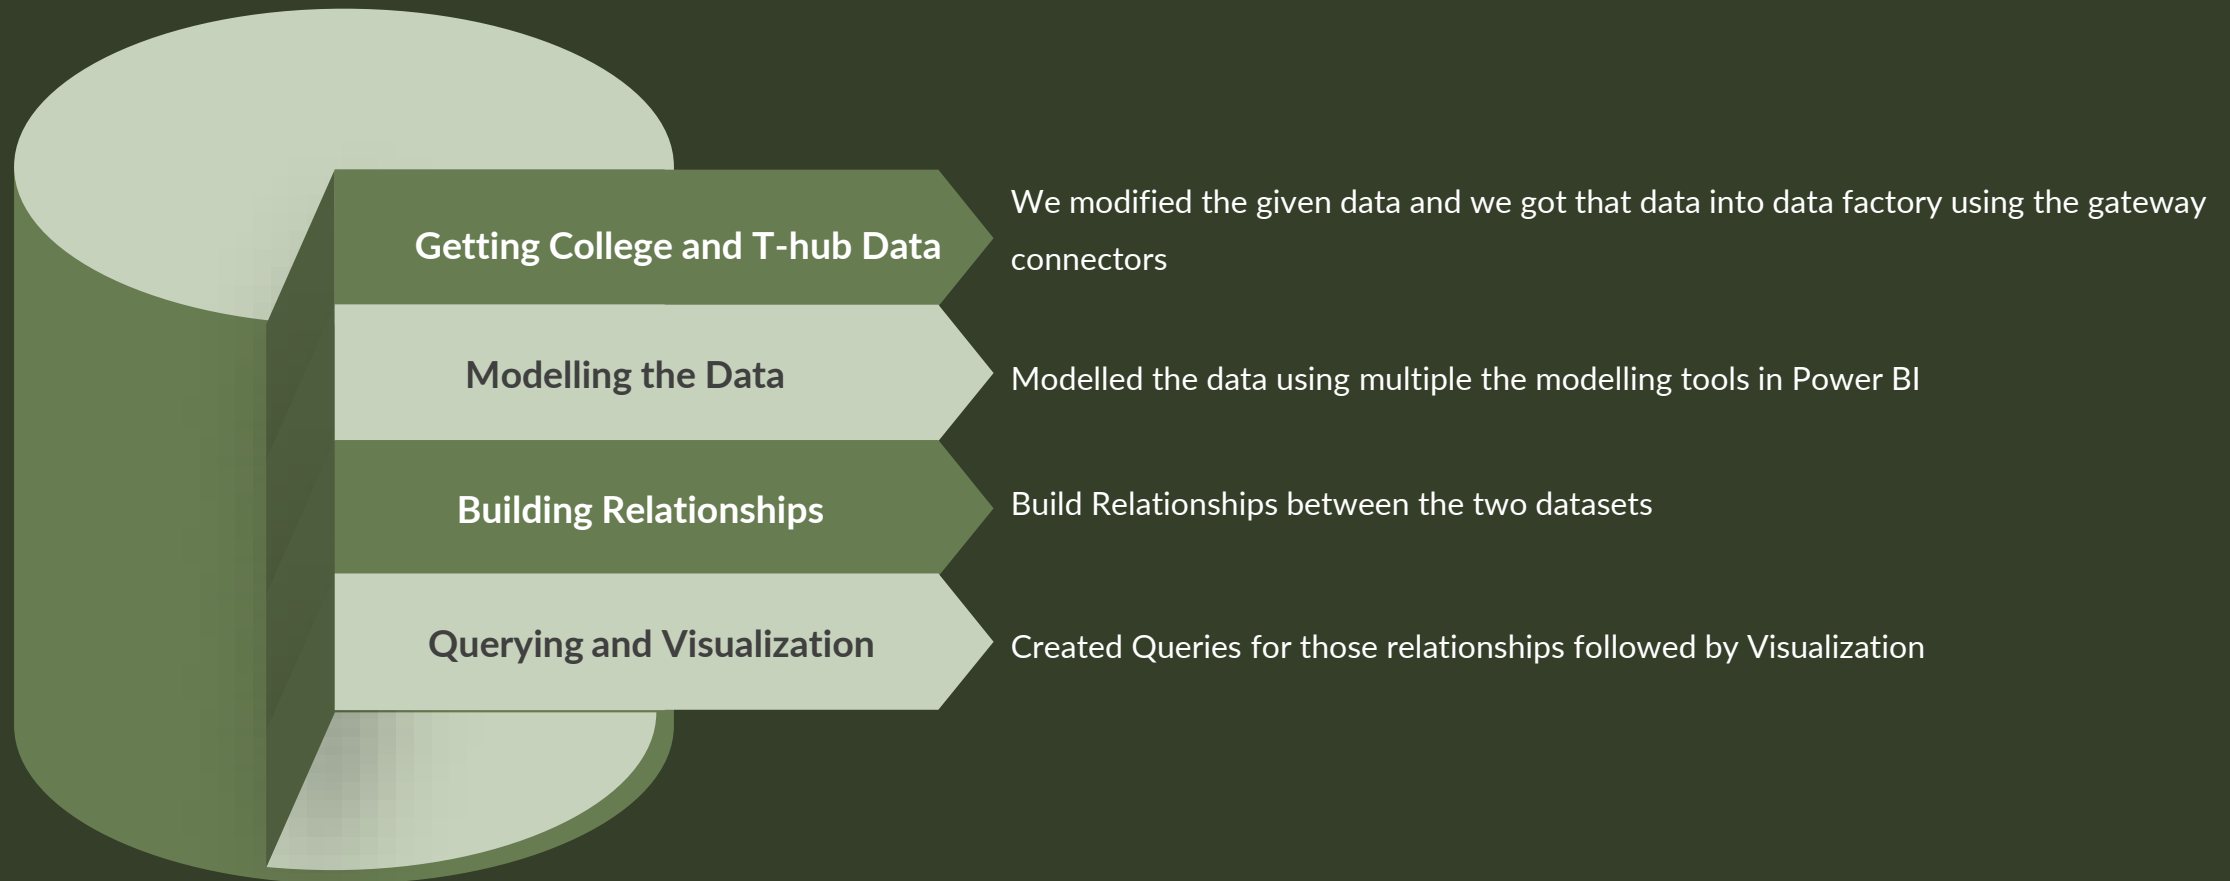 Getting College and T-hub Data
We modified the given data and we got that data into data factory using the gateway
connectors
Modelling the Data
Modelled the data using multiple the modelling tools in Power BI
Building Relationships
Build Relationships between the two datasets
Querying and Visualization
Created Queries for those relationships followed by Visualization